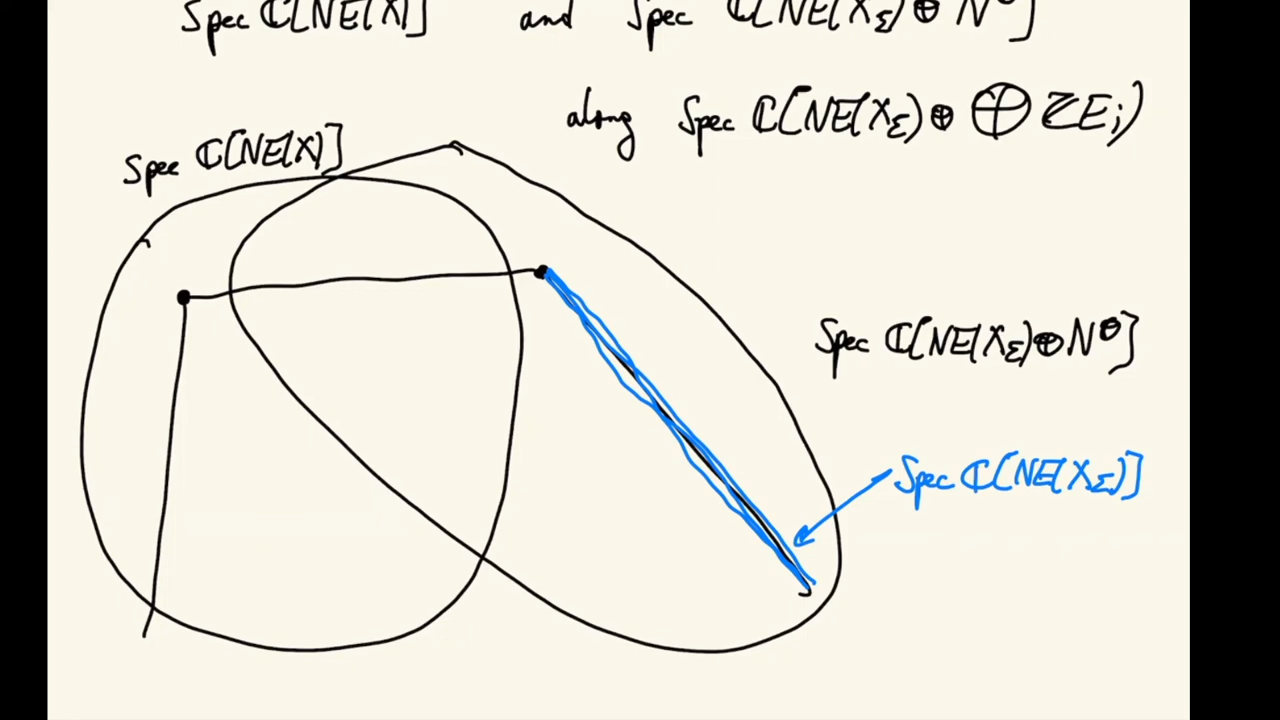 Spec ℂ[NE(X)] and Spec ℂ[NE(X_Σ) ⊕ N^⊕]
along Spec ℂ[NE(X_Σ) ⊕ ⊕ ℤE_i]
Spec ℂ[NE(X)]
Spec ℂ[NE(X_Σ) ⊕ N^⊕]
Spec ℂ[NE(X_Σ)]